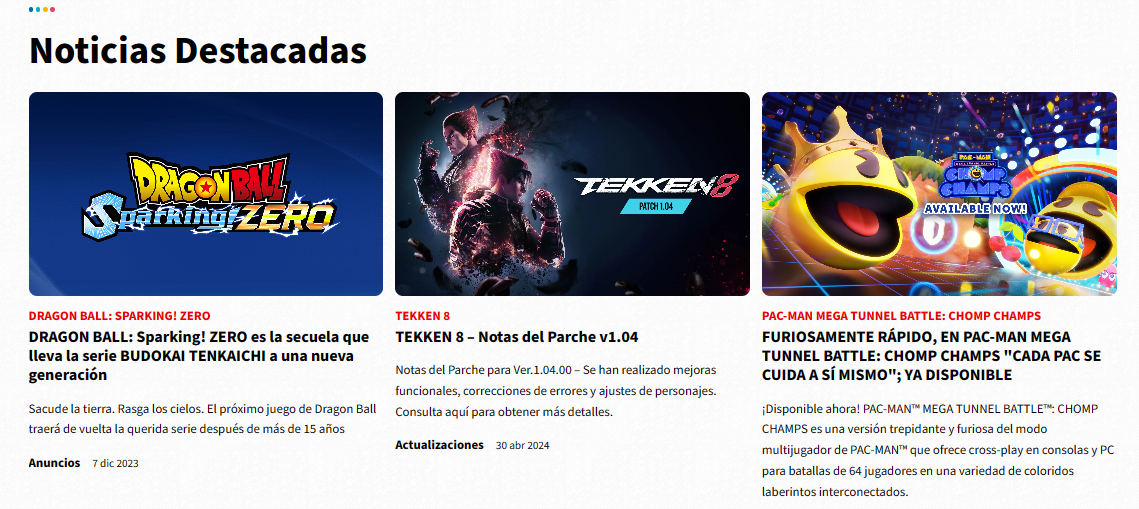 Noticias Destacadas
DRAGON BALL
Sparking! ZERO
TEKKEN 8
PATCH 1.04
PAC-MAN
CHOMP
CHAMPS
AVAILABLE NOW!
DRAGON BALL: SPARKING! ZERO
DRAGON BALL: Sparking! ZERO es la secuela que
lleva la serie BUDOKAI TENKAICHI a una nueva
generación
Sacude la tierra. Rasga los cielos. El próximo juego de Dragon Ball
traerá de vuelta la querida serie después de más de 15 años
Anuncios 7 dic 2023
TEKKEN 8
TEKKEN 8 – Notas del Parche v1.04
Notas del Parche para Ver.1.04.00 – Se han realizado mejoras
funcionales, correcciones de errores y ajustes de personajes.
Consulta aquí para obtener más detalles.
Actualizaciones 30 abr 2024
PAC-MAN MEGA TUNNEL BATTLE: CHOMP CHAMPS
FURIOSAMENTE RÁPIDO, EN PAC-MAN MEGA
TUNNEL BATTLE: CHOMP CHAMPS "CADA PAC SE
CUIDA A SÍ MISMO"; YA DISPONIBLE
¡Disponible ahora! PAC-MAN™ MEGA TUNNEL BATTLE™: CHOMP
CHAMPS es una versión trepidante y furiosa del modo
multijugador de PAC-MAN™ que ofrece cross-play en consolas y PC
para batallas de 64 jugadores en una variedad de coloridos
laberintos interconectados.